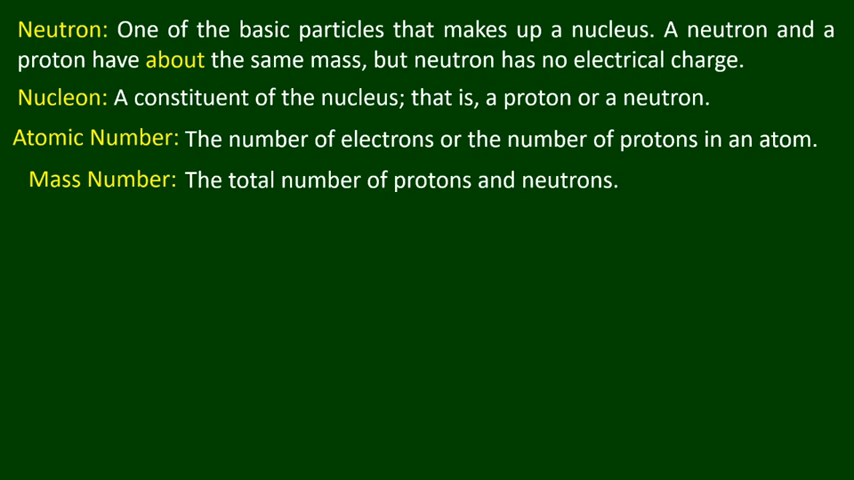 Neutron: One of the basic particles that makes up a nucleus. A neutron and a
proton have about the same mass, but neutron has no electrical charge.
Nucleon: A constituent of the nucleus; that is, a proton or a neutron.
Atomic Number: The number of electrons or the number of protons in an atom.
Mass Number: The total number of protons and neutrons.